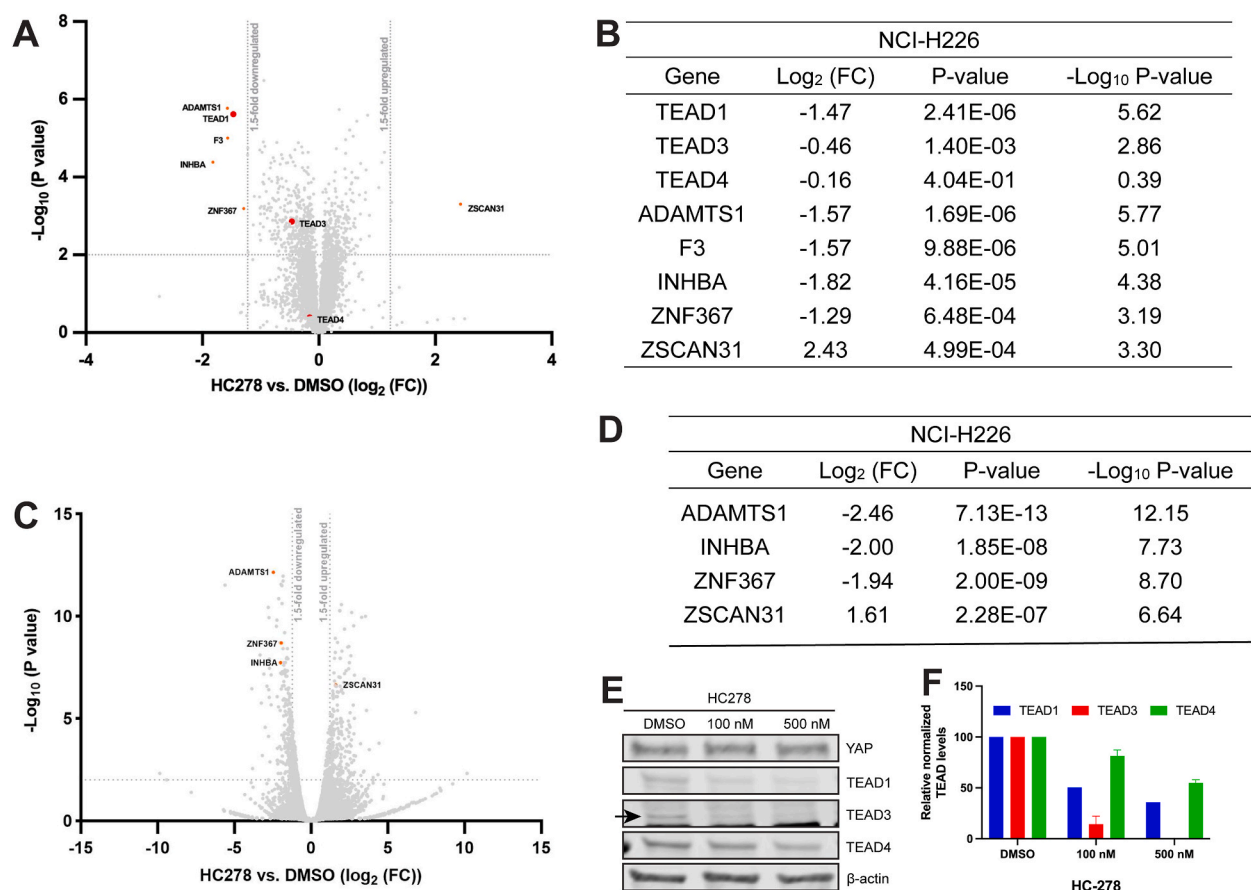 A
8
6
4
2
0
-4
-2
0
2
4
-Log10 (P value)
HC278 vs. DMSO (log2 (FC))
1.5-fold downregulated
1.5-fold upregulated
ADAMTS1
TEAD1
F3
INHBA
ZNF367
TEAD3
TEAD4
ZSCAN31
B
NCI-H226
Gene Log2 (FC) P-value -Log10 P-value
TEAD1 -1.47 2.41E-06 5.62
TEAD3 -0.46 1.40E-03 2.86
TEAD4 -0.16 4.04E-01 0.39
ADAMTS1 -1.57 1.69E-06 5.77
F3 -1.57 9.88E-06 5.01
INHBA -1.82 4.16E-05 4.38
ZNF367 -1.29 6.48E-04 3.19
ZSCAN31 2.43 4.99E-04 3.30
C
15
10
5
0
-15
-10
-5
0
5
10
15
-Log10 (P value)
HC278 vs. DMSO (log2 (FC))
1.5-fold downregulated
1.5-fold upregulated
ADAMTS1
ZNF367
INHBA
ZSCAN31
D
NCI-H226
Gene Log2 (FC) P-value -Log10 P-value
ADAMTS1 -2.46 7.13E-13 12.15
INHBA -2.00 1.85E-08 7.73
ZNF367 -1.94 2.00E-09 8.70
ZSCAN31 1.61 2.28E-07 6.64
E
HC278
DMSO 100 nM 500 nM
YAP
TEAD1
TEAD3
TEAD4
β-actin
F
150
100
50
0
Relative normalized
TEAD levels
TEAD1 TEAD3 TEAD4
DMSO 100 nM 500 nM
HC-278